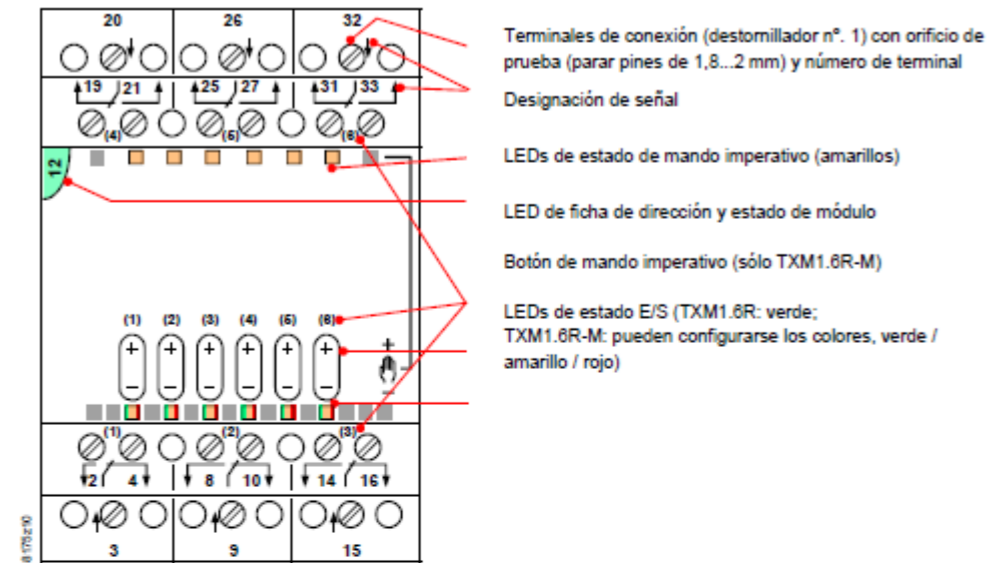 20 26 32
Terminales de conexión (destornillador nº. 1) con orificio de
prueba (parar pines de 1,8...2 mm) y número de terminal
19 21 25 27 31 33
Designación de señal
(4) (5) (6)
LEDs de estado de mando imperativo (amarillos)
12
LED de ficha de dirección y estado de módulo
Botón de mando imperativo (sólo TXM1.6R-M)
(1) (2) (3) (4) (5) (6)
LEDs de estado E/S (TXM1.6R: verde;
TXM1.6R-M: pueden configurarse los colores, verde /
amarillo / rojo)
+ + + + + + +
− − − − − − −
(1) (2) (3)
2 4 8 10 14 16
3 9 15
8175z10